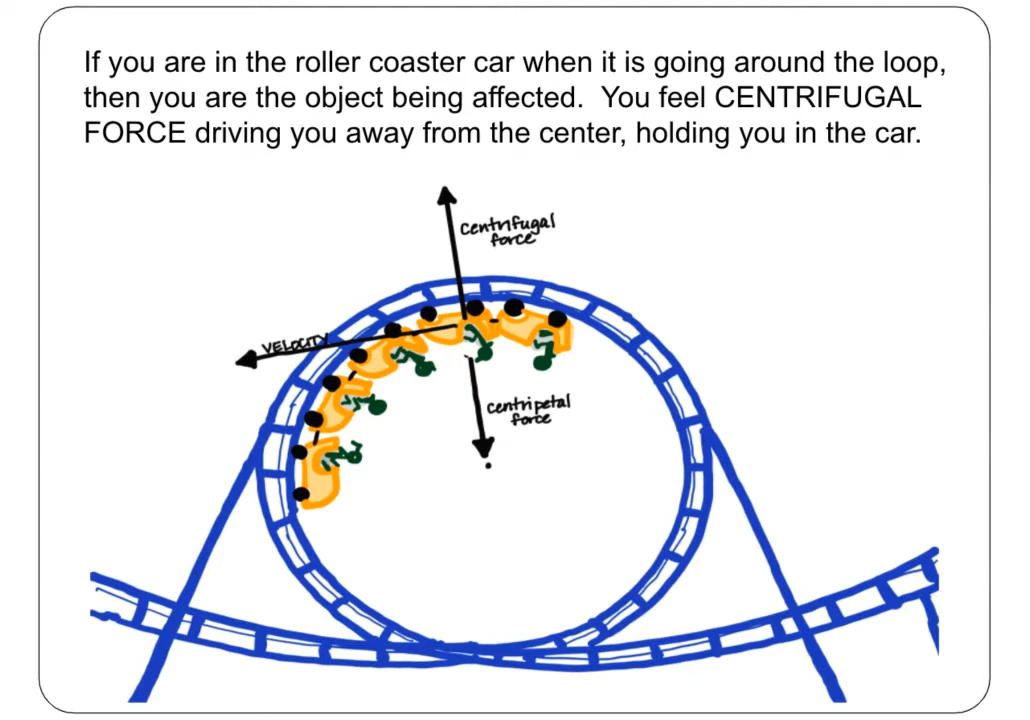 If you are in the roller coaster car when it is going around the loop,
then you are the object being affected.  You feel CENTRIFUGAL
FORCE driving you away from the center, holding you in the car.
centrifugal
force
VELOCITY
centripetal
force